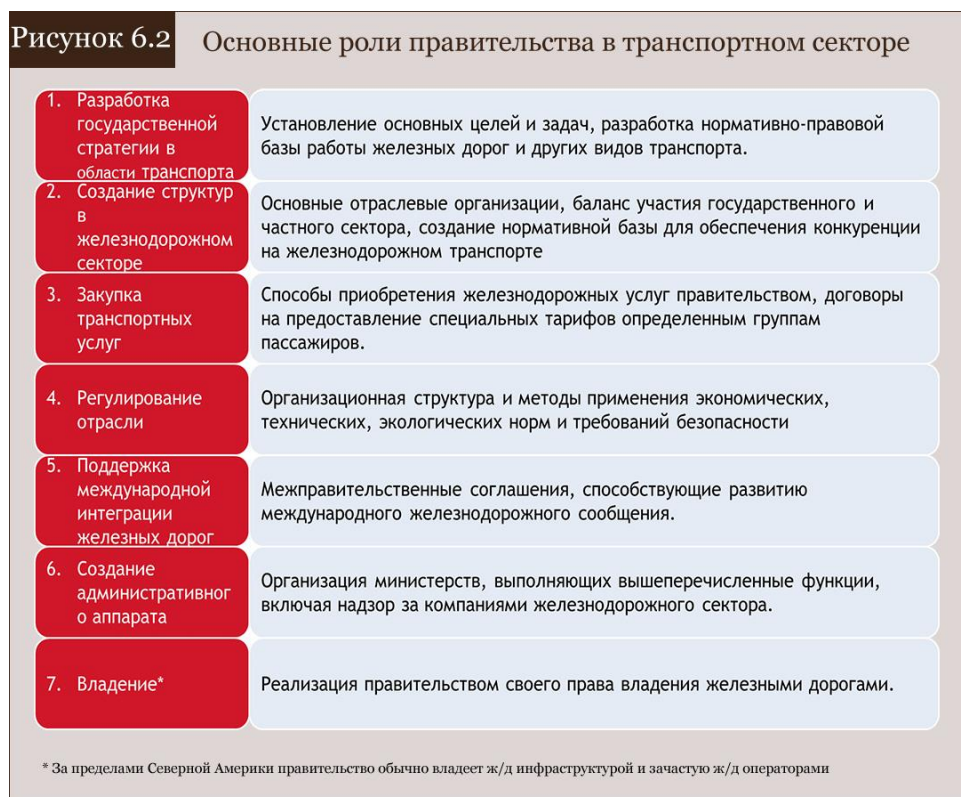 Рисунок 6.2
Основные роли правительства в транспортном секторе
1. Разработка
государственной
стратегии в
области транспорта
Установление основных целей и задач, разработка нормативно-правовой
базы работы железных дорог и других видов транспорта.
2. Создание структур
в
железнодорожном
секторе
Основные отраслевые организации, баланс участия государственного и
частного сектора, создание нормативной базы для обеспечения конкуренции
на железнодорожном транспорте
3. Закупка
транспортных
услуг
Способы приобретения железнодорожных услуг правительством, договоры
на предоставление специальных тарифов определенным группам
пассажиров.
4. Регулирование
отрасли
Организационная структура и методы применения экономических,
технических, экологических норм и требований безопасности
5. Поддержка
международной
интеграции
железных дорог
Межправительственные соглашения, способствующие развитию
международного железнодорожного сообщения.
6. Создание
административног
о аппарата
Организация министерств, выполняющих вышеперечисленные функции,
включая надзор за компаниями железнодорожного сектора.
7. Владение*
Реализация правительством своего права владения железными дорогами.
* За пределами Северной Америки правительство обычно владеет ж/д инфраструктурой и зачастую ж/д операторами